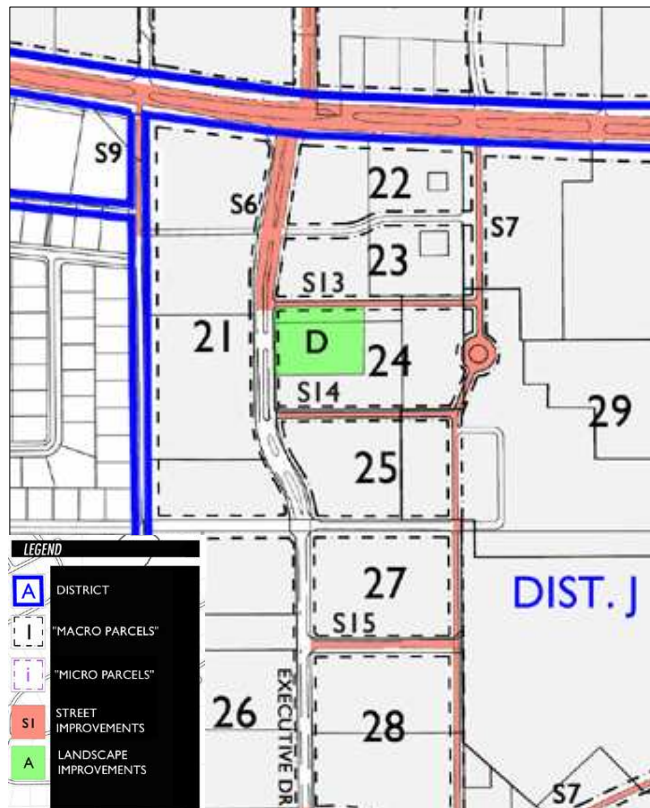 S9
22
S6
S7
23
S13
21
D
24
S14
29
25
27
DIST. J
S15
26
EXECUTIVE DR
28
S7
LEGEND
A DISTRICT
1 "MACRO PARCELS"
i "MICRO PARCELS"
S1 STREET
IMPROVEMENTS
A LANDSCAPE
IMPROVEMENTS